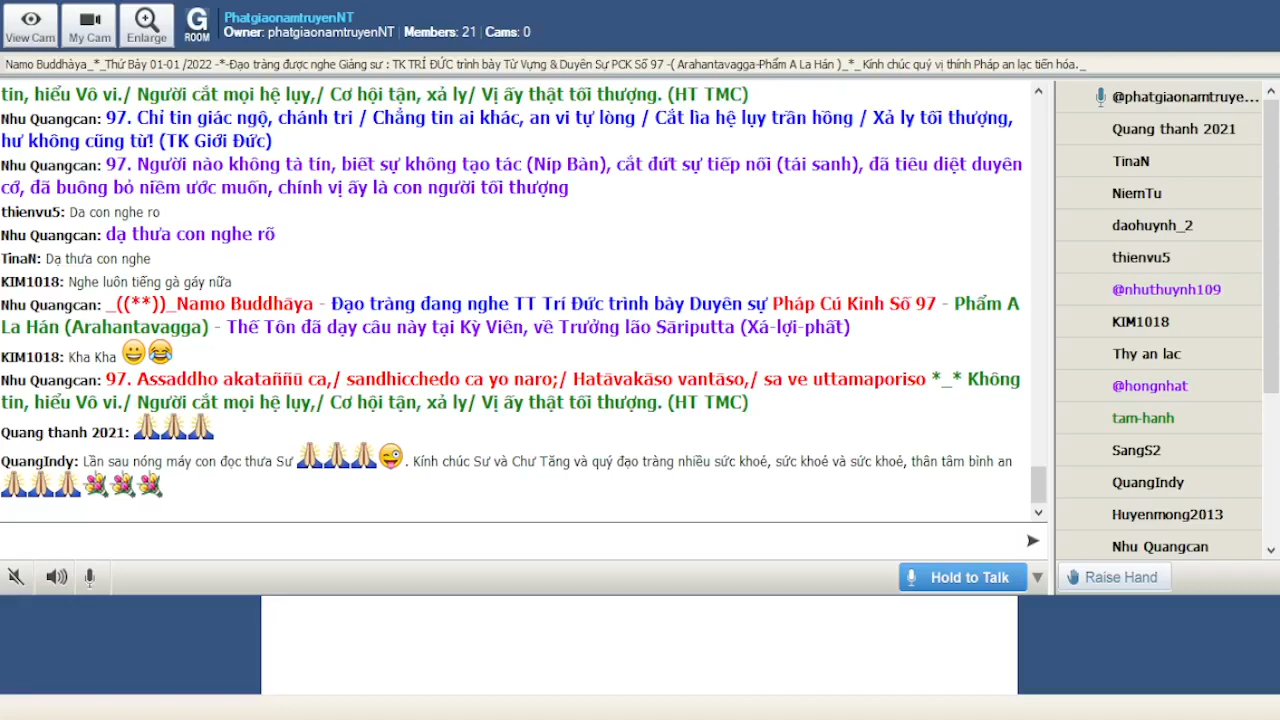 View Cam
My Cam
Enlarge
G
ROOM
PhatgiaonamtruyenNT
Owner: phatgiaonamtruyenNT | Members: 21 | Cams: 0
Namo Buddhàya_*_Thứ Bảy 01-01 /2022 -*-Đạo tràng được nghe Giảng sư : TK TRÍ ĐỨC trình bày Từ Vựng & Duyên Sự PCK Số 97 -( Arahantavagga-Phẩm A La Hán )_*_ Kính chúc quý vị thính Pháp an lạc tiến hóa._
tin, hiểu Vô vi./ Người cắt mọi hệ lụy,/ Cơ hội tận, xả ly/ Vị ấy thật tối thượng. (HT TMC)
Nhu Quangcan: 97. Chỉ tin giác ngộ, chánh tri / Chẳng tin ai khác, an vi tự lòng / Cắt lìa hệ lụy trần hồng / Xả ly tối thượng,
hư không cũng từ! (TK Giới Đức)
Nhu Quangcan: 97. Người nào không tà tín, biết sự không tạo tác (Níp Bàn), cắt đứt sự tiếp nối (tái sanh), đã tiêu diệt duyên
cớ, đã buông bỏ niềm ước muốn, chính vị ấy là con người tối thượng
thienvu5: Da con nghe ro
Nhu Quangcan: dạ thưa con nghe rõ
TinaN: Dạ thưa con nghe
KIM1018: Nghe luôn tiếng gà gáy nữa
Nhu Quangcan: _((**))_Namo Buddhāya - Đạo tràng đang nghe TT Trí Đức trình bày Duyên sự Pháp Cú Kinh Số 97 - Phẩm A
La Hán (Arahantavagga) - Thế Tôn đã dạy câu này tại Kỳ Viên, về Trưởng lão Sāriputta (Xá-lợi-phất)
KIM1018: Kha Kha 😀😂
Nhu Quangcan: 97. Assaddho akataññū ca,/ sandhicchedo ca yo naro;/ Hatāvakāso vantāso,/ sa ve uttamaporiso *_* Không
tin, hiểu Vô vi./ Người cắt mọi hệ lụy,/ Cơ hội tận, xả ly/ Vị ấy thật tối thượng. (HT TMC)
Quang thanh 2021: 🙏🙏🙏
QuangIndy: Lần sau nóng máy con đọc thưa Sư 🙏🙏🙏😜. Kính chúc Sư và Chư Tăng và quý đạo tràng nhiều sức khoẻ, sức khoẻ và sức khoẻ, thân tâm bình an
🙏🙏🙏💐💐💐
Hold to Talk
@phatgiaonamtruye...
Quang thanh 2021
TinaN
NiemTu
daohuynh_2
thienvu5
@nhuthuynh109
KIM1018
Thy an lac
@hongnhat
tam-hanh
SangS2
QuangIndy
Huyenmong2013
Nhu Quangcan
Raise Hand